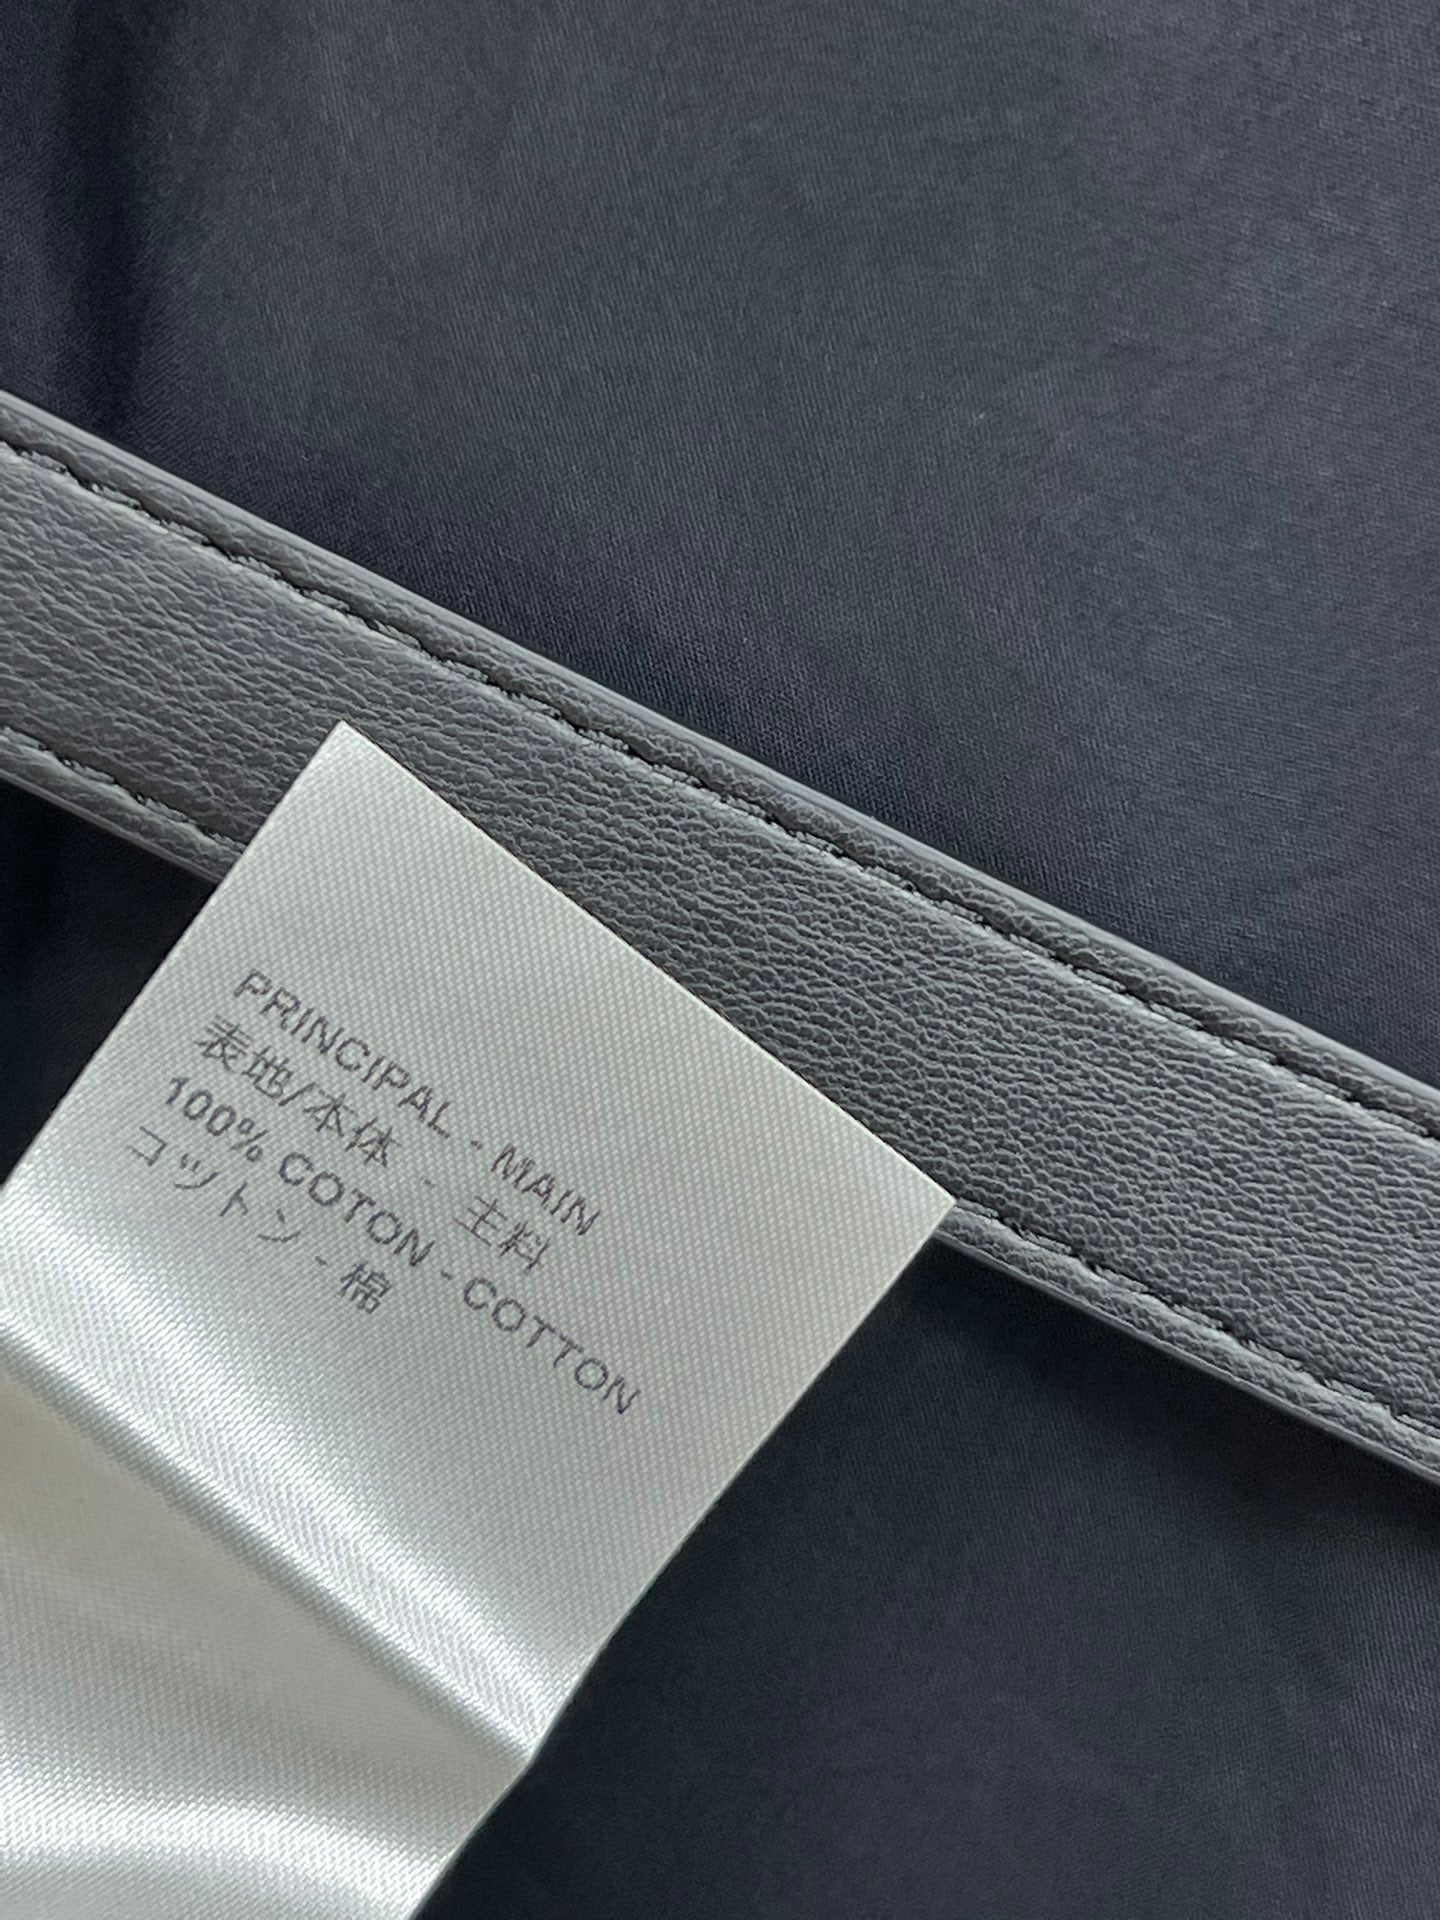 PRINCIPAL - MAIN
表地/本体 - 主料
100% COTON - COTTON
コットン - 棉